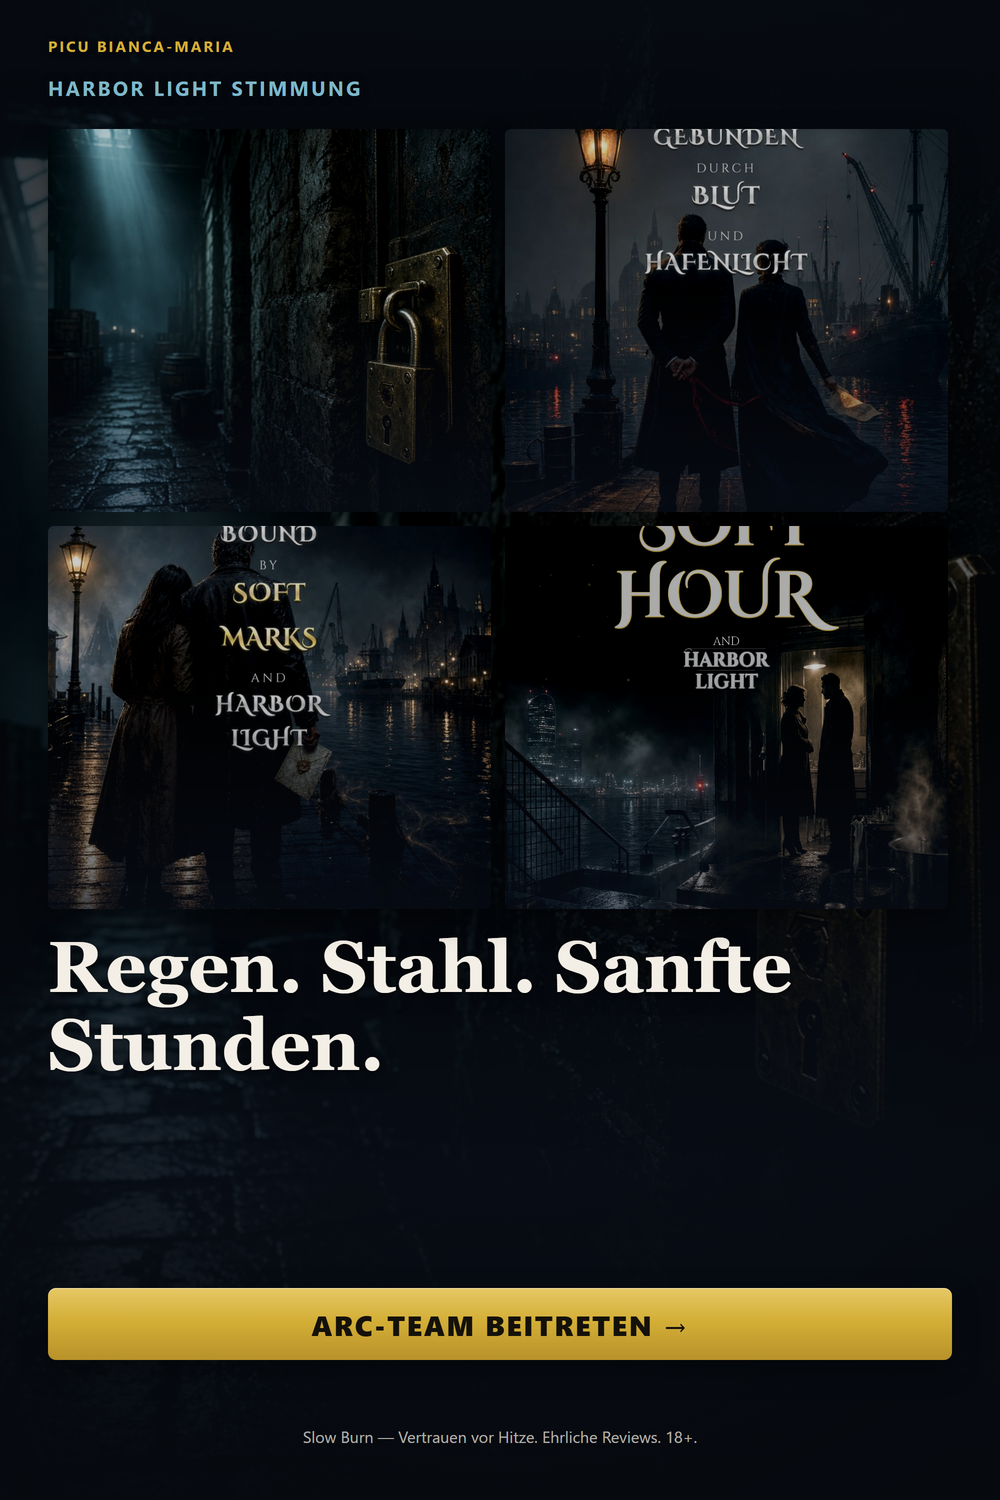 PICU BIANCA-MARIA
HARBOR LIGHT STIMMUNG
GEBUNDEN
DURCH
BLUT
UND
HAFENLICHT
BOUND
BY
SOFT
MARKS
AND
HARBOR
LIGHT
SOFT
HOUR
AND
HARBOR
LIGHT
Regen. Stahl. Sanfte
Stunden.
ARC-TEAM BEITRETEN →
Slow Burn — Vertrauen vor Hitze. Ehrliche Reviews. 18+.